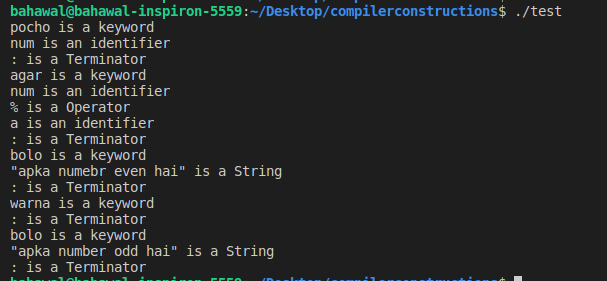 bahawal@bahawal-inspiron-5559:~/Desktop/compilerconstructions$ ./test
pocho is a keyword
num is an identifier
: is a Terminator
agar is a keyword
num is an identifier
% is a Operator
a is an identifier
: is a Terminator
bolo is a keyword
"apka numebr even hai" is a String
: is a Terminator
warna is a keyword
: is a Terminator
bolo is a keyword
"apka number odd hai" is a String
: is a Terminator
bahawal@bahawal-inspiron-5559:~/Desktop/compilerconstructions$